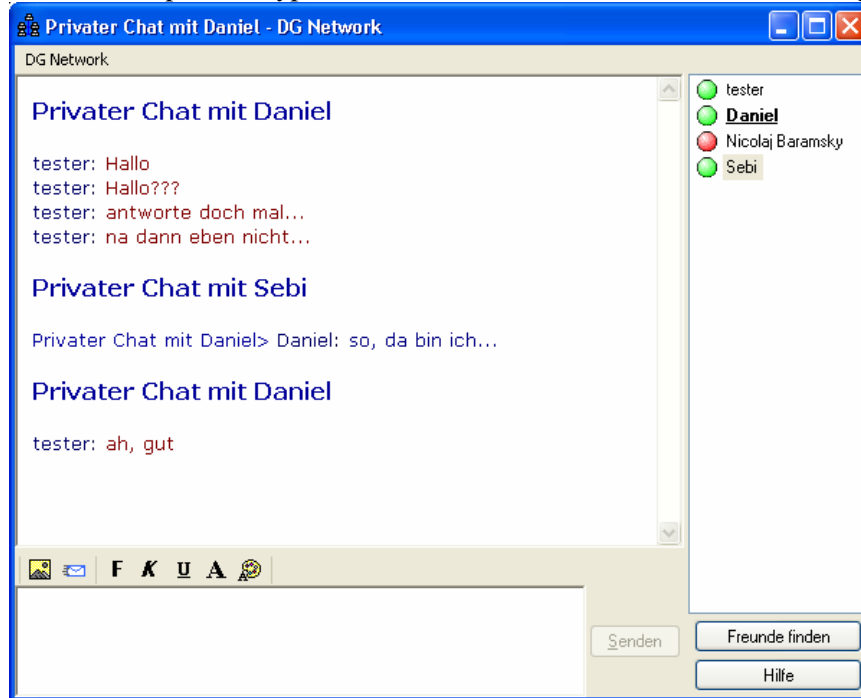 Privater Chat mit Daniel - DG Network
DG Network
Privater Chat mit Daniel
tester: Hallo
tester: Hallo???
tester: antworte doch mal...
tester: na dann eben nicht...
Privater Chat mit Sebi
Privater Chat mit Daniel> Daniel: so, da bin ich...
Privater Chat mit Daniel
tester: ah, gut
tester
Daniel
Nicolaj Baramsky
Sebi
F K U A
Senden
Freunde finden
Hilfe